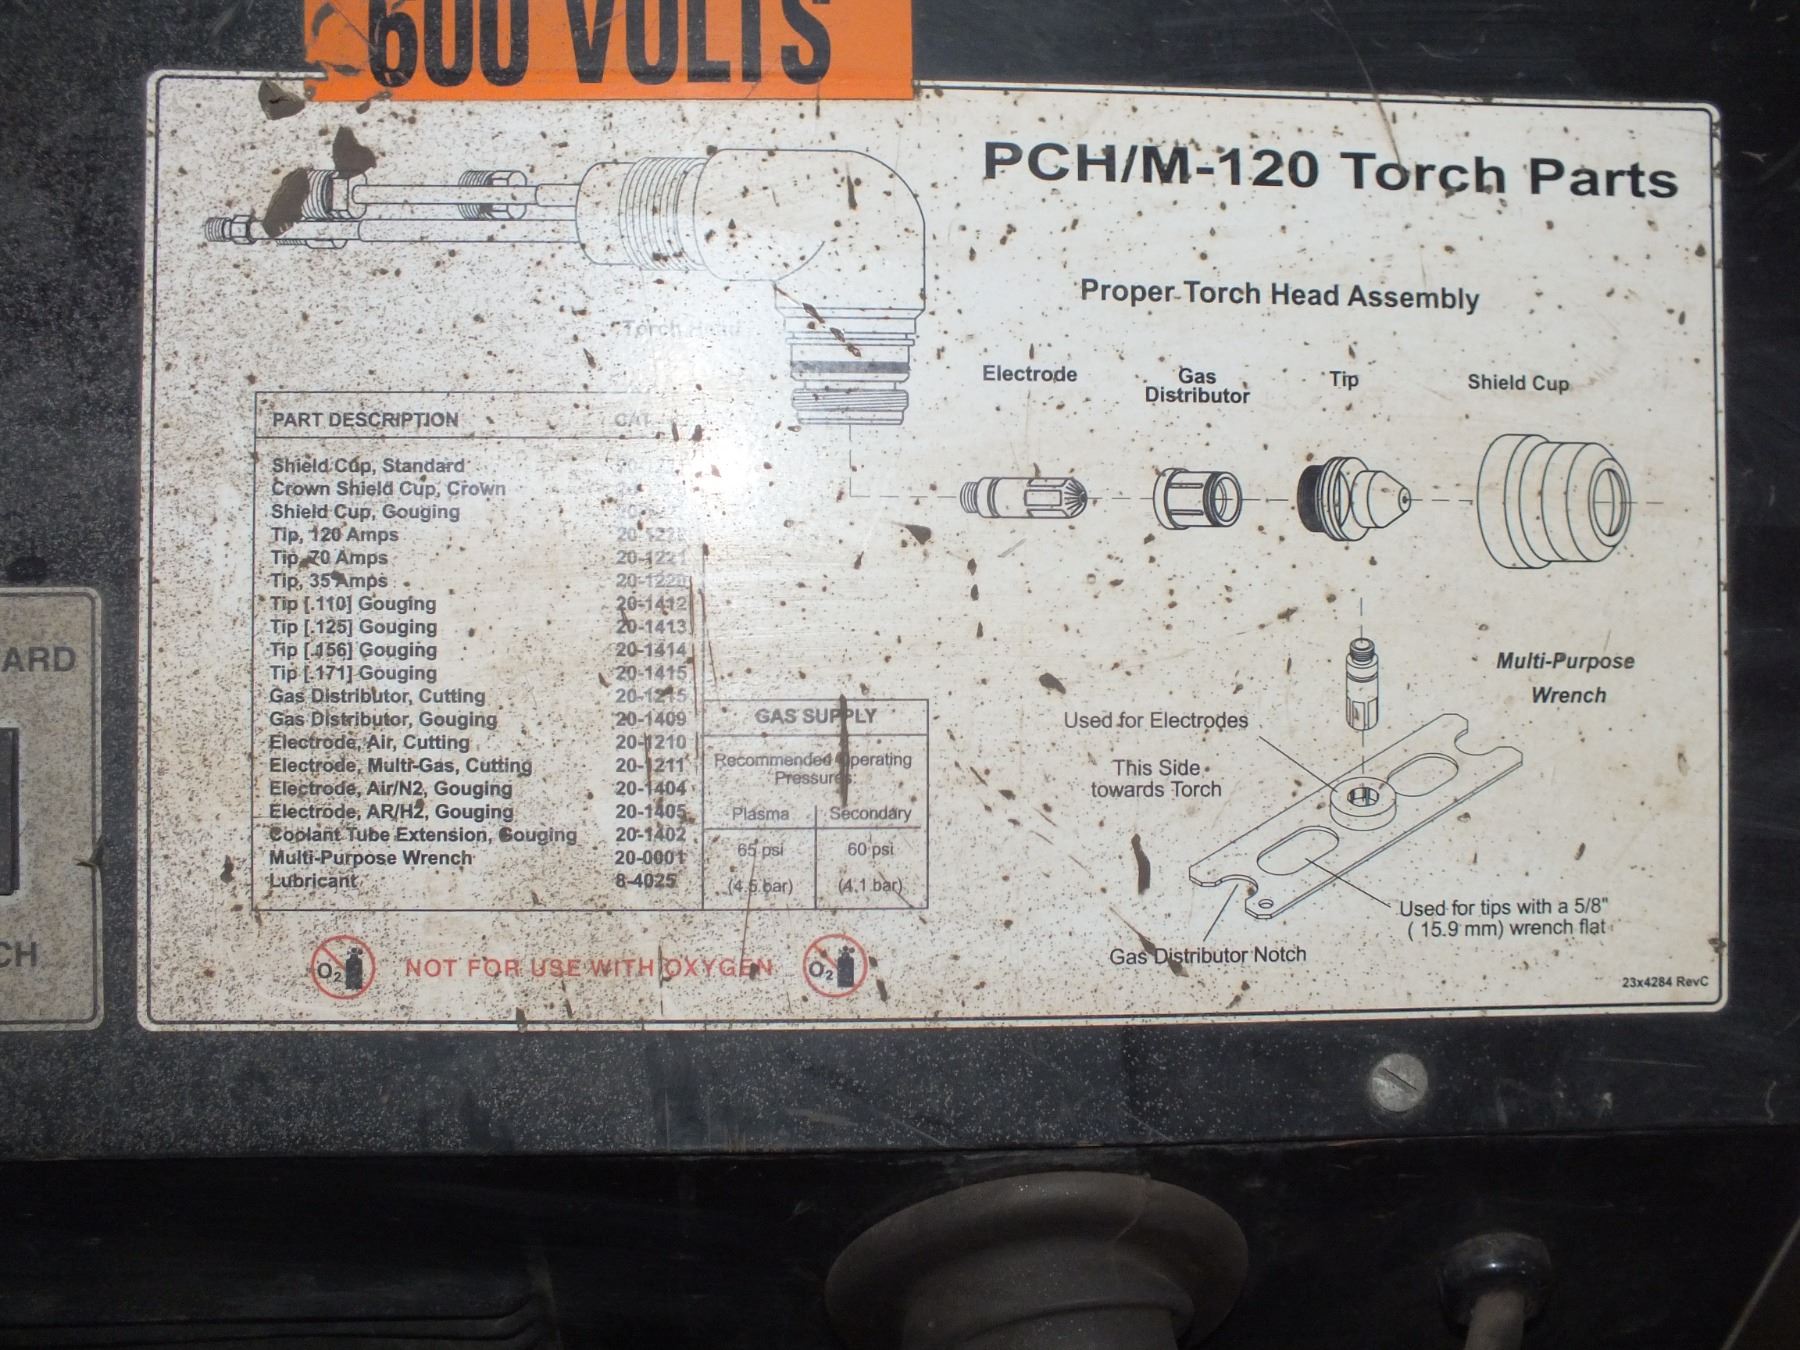 600 VOLTS
PCH/M-120 Torch Parts
Proper Torch Head Assembly
Torch Head
Electrode
Gas
Distributor
Tip
Shield Cup
PART DESCRIPTION
Shield Cup, Standard
Crown Shield Cup, Crown
Shield Cup, Gouging
Tip, 120 Amps
Tip, 70 Amps 20-1221
Tip, 35 Amps 20-1220
Tip [.110] Gouging 20-1412
Tip [.125] Gouging 20-1413
Tip [.156] Gouging 20-1414
Tip [.171] Gouging 20-1415
Gas Distributor, Cutting 20-1215
Gas Distributor, Gouging 20-1409
Electrode, Air, Cutting 20-1210
Electrode, Multi-Gas, Cutting 20-1211
Electrode, Air/N2, Gouging 20-1404
Electrode, AR/H2, Gouging 20-1405
Coolant Tube Extension, Gouging 20-1402
Multi-Purpose Wrench 20-0001
Lubricant 8-4025
GAS SUPPLY
Recommended Operating
Pressures:
Plasma Secondary
65 psi 60 psi
(4.5 bar) (4.1 bar)
O2 NOT FOR USE WITH OXYGEN O2
Multi-Purpose
Wrench
Used for Electrodes
This Side
towards Torch
Used for tips with a 5/8"
( 15.9 mm) wrench flat
Gas Distributor Notch
23x4284 RevC
ARD
CH